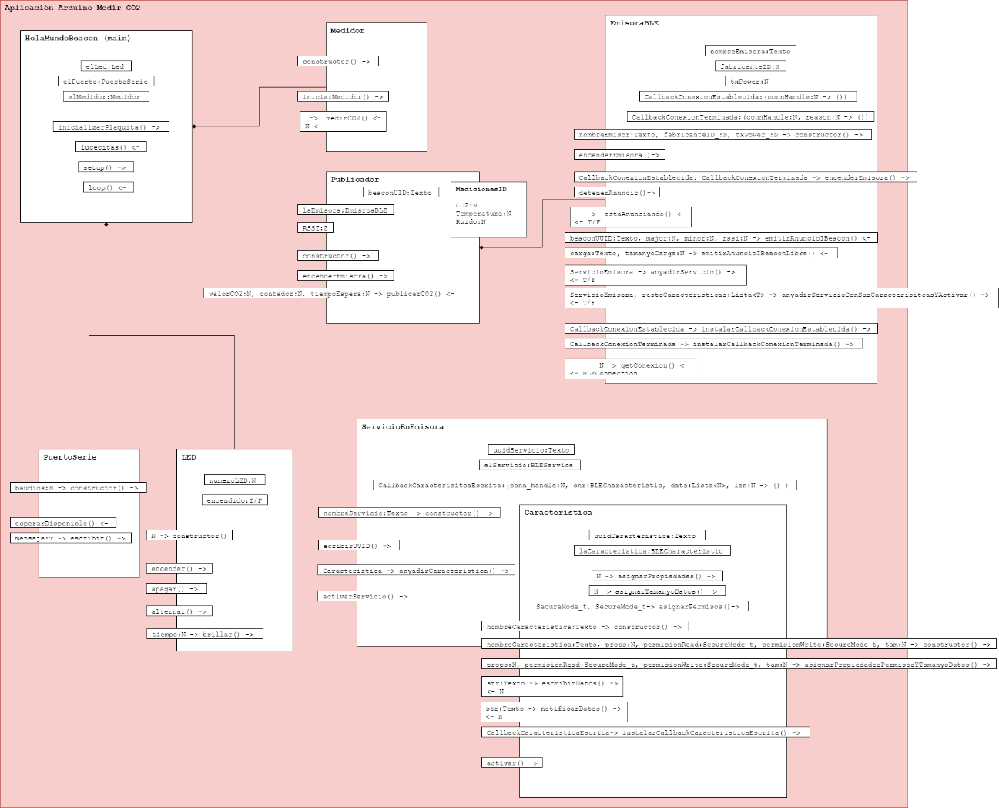 Aplicación Arduino Medir CO2
HolaMundoBeacon (main)
elLed:Led
elPuerto:PuertoSerie
elMedidor:Medidor
inicializarPlaquita() ->
lucecitas() <-
setup() ->
loop() <-
Medidor
constructor() ->
iniciarMedidor() ->
->  medirCO2() <-
N <-
Publicador
beaconUID:Texto
laEmisora:EmisroaBLE
RSSI:Z
constructor() ->
encenderEmisora() ->
valorCO2:N, contador:N, tiempoEspera:N -> publicarCO2() <-
MedicionesID
CO2:N
Temperatura:N
Ruido:N
EmisoraBLE
nombreEmisora:Texto
fabricanteID:N
txPower:N
CallbackConexionEstablecida:(connHandle:N -> ())
CallbackConexionTerminada:(connHandle:N, reason:N -> ())
nombreEmisor:Texto, fabricanteID_:N, txPower_:N -> constructor() ->
encenderEmisora()->
CallbackConexionEstablecida, CallbackConexionTerminada -> encenderEmisora() ->
detenerAnuncio()->
->  estaAnunciando() <-
<- T/F
beaconUUID:Texto, major:N, minor:N, rssi:N -> emitirAnuncioIBeacon() <-
carga:Texto, tamanyoCarga:N -> emitirAnuncioIBeaconLibre() <-
ServicioEmisora -> anyadirServicio() ->
<- T/F
ServicioEmisora, restoCaracteristicas:Lista<T> -> anyadirServicioConSusCaracterisitcasYActivar() ->
<- T/F
CallbackConexionEstablecida -> instalarCallbackConexionEstablecida() ->
CallbackConexionTerminada -> instalarCallbackConexionTerminada() ->
N -> getConexion() <-
<- BLEConnection
PuertoSerie
baudios:N -> constructor() ->
esperarDisponible() <-
mensaje:T -> escribir() ->
LED
numeroLED:N
encendido:T/F
N -> constructor()
encender() ->
apagar() ->
alternar() ->
tiempo:N -> brillar() ->
ServicioEnEmisora
uuidServicio:Texto
elServicio:BLEService
CallbackCaracterisitcaEscrita:(conn_handle:N, chr:BLECharacteristic, data:Lista<N>, len:N -> () )
nombreServicio:Texto -> constructor() ->
ecribirUUID() ->
Caracteristica -> anyadirCaracteristica() ->
activarServicio() ->
Caracteristica
uuidCaracteristica:Texto
laCaracteristica:BLECharacteristic
N -> asignarPropiedades() ->
N -> asignarTamanyoDatos() ->
SecureMode_t, SecureMode_t-> asignarPermisos()->
nombreCaracteristica:Texto -> constructor() ->
nombreCaracteristica:Texto, props:N, permisionRead:SecureMode_t, permisionWrite:SecureMode_t, tam:N -> constructor() ->
props:N, permisionRead:SecureMode_t, permisionWrite:SecureMode_t, tam:N -> asignarPropiedadesPermisosYTamanyoDatos() ->
str:Texto -> escribirDatos() ->
<- N
str:Texto -> notificarDatos() ->
<- N
CallbackCaracteristicaEscrita-> instalarCallbackCaracteristicaEscrita() ->
activar() ->